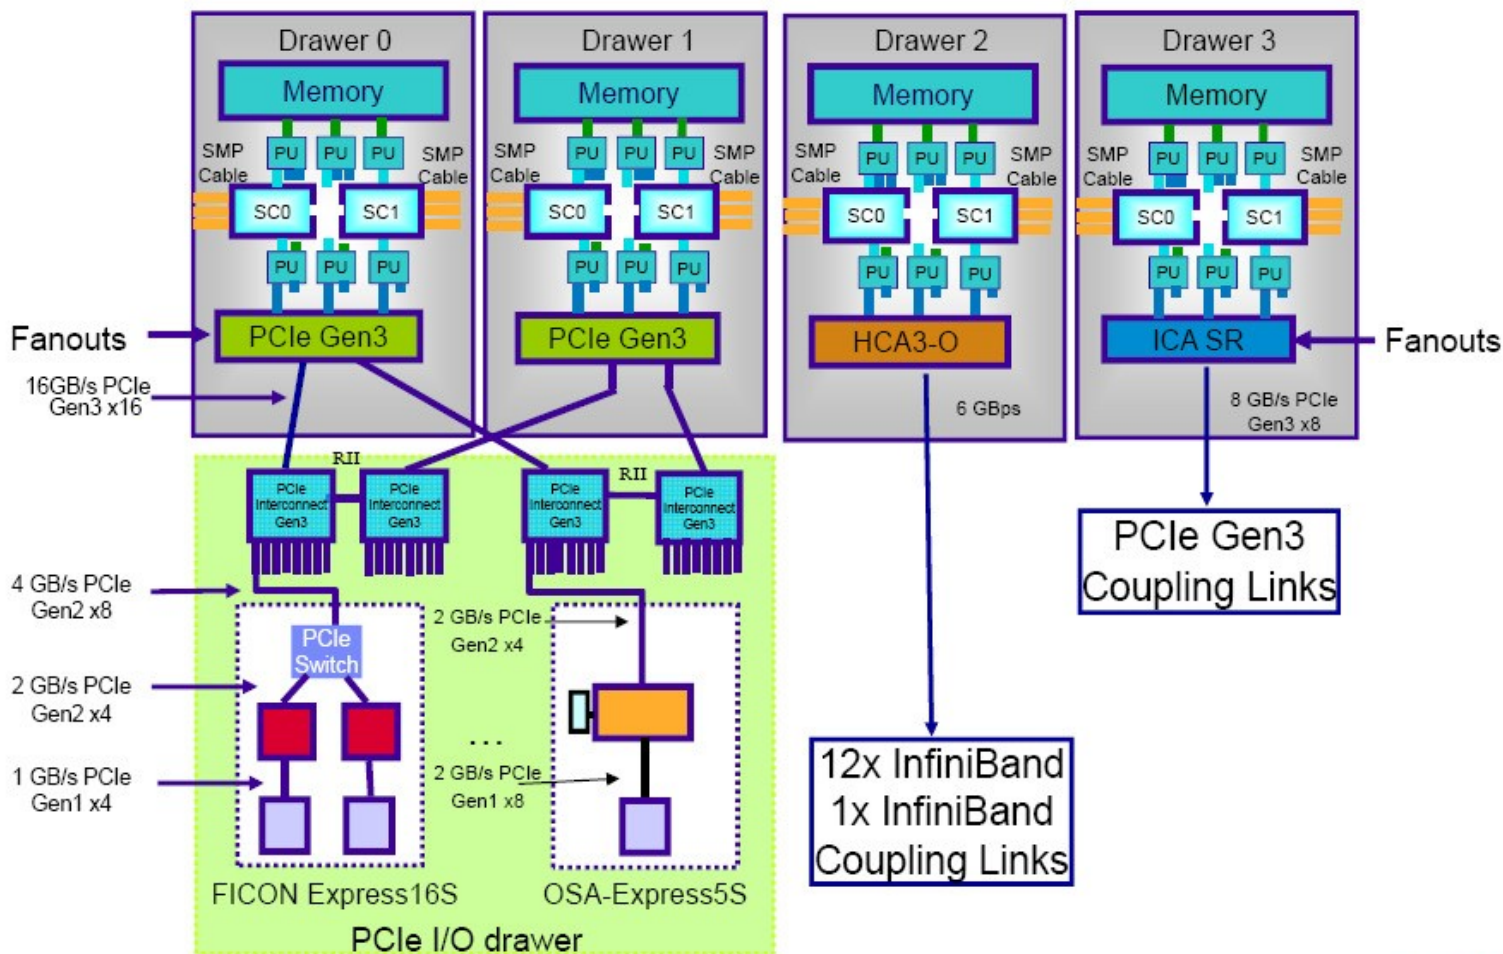 Drawer 0
Memory
SMP
Cable
PU
PU
PU
SMP
Cable
SC0
SC1
PU
PU
PU
PCIe Gen3
Drawer 1
Memory
SMP
Cable
PU
PU
PU
SMP
Cable
SC0
SC1
PU
PU
PU
PCIe Gen3
Drawer 2
Memory
SMP
Cable
PU
PU
PU
SMP
Cable
SC0
SC1
PU
PU
PU
HCA3-O
6 GBps
Drawer 3
Memory
SMP
Cable
PU
PU
PU
SMP
Cable
SC0
SC1
PU
PU
PU
ICA SR
8 GB/s PCIe
Gen3 x8
Fanouts
Fanouts
16GB/s PCIe
Gen3 x16
RII
RII
PCIe
Interconnect
Gen3
PCIe
Interconnect
Gen3
PCIe
Interconnect
Gen3
PCIe
Interconnect
Gen3
4 GB/s PCIe
Gen2 x8
PCIe
Switch
2 GB/s PCIe
Gen2 x4
1 GB/s PCIe
Gen1 x4
FICON Express16S
...
2 GB/s PCIe
Gen2 x4
2 GB/s PCIe
Gen1 x8
OSA-Express5S
PCIe I/O drawer
12x InfiniBand
1x InfiniBand
Coupling Links
PCIe Gen3
Coupling Links